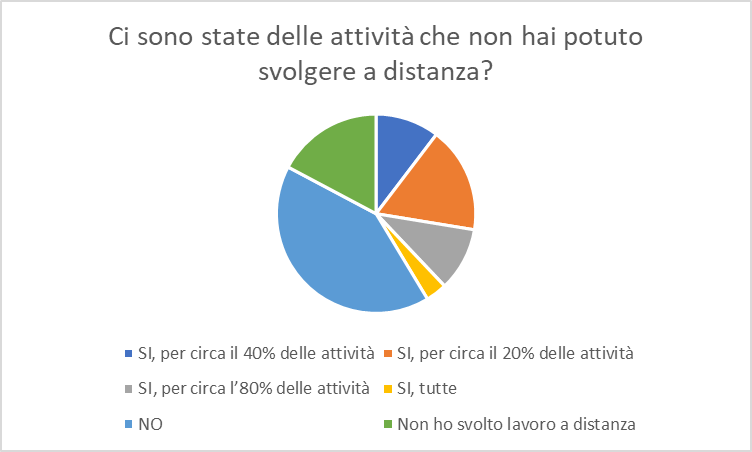 Ci sono state delle attività che non hai potuto
svolgere a distanza?
SI, per circa il 40% delle attività
SI, per circa il 20% delle attività
SI, per circa l’80% delle attività
SI, tutte
NO
Non ho svolto lavoro a distanza